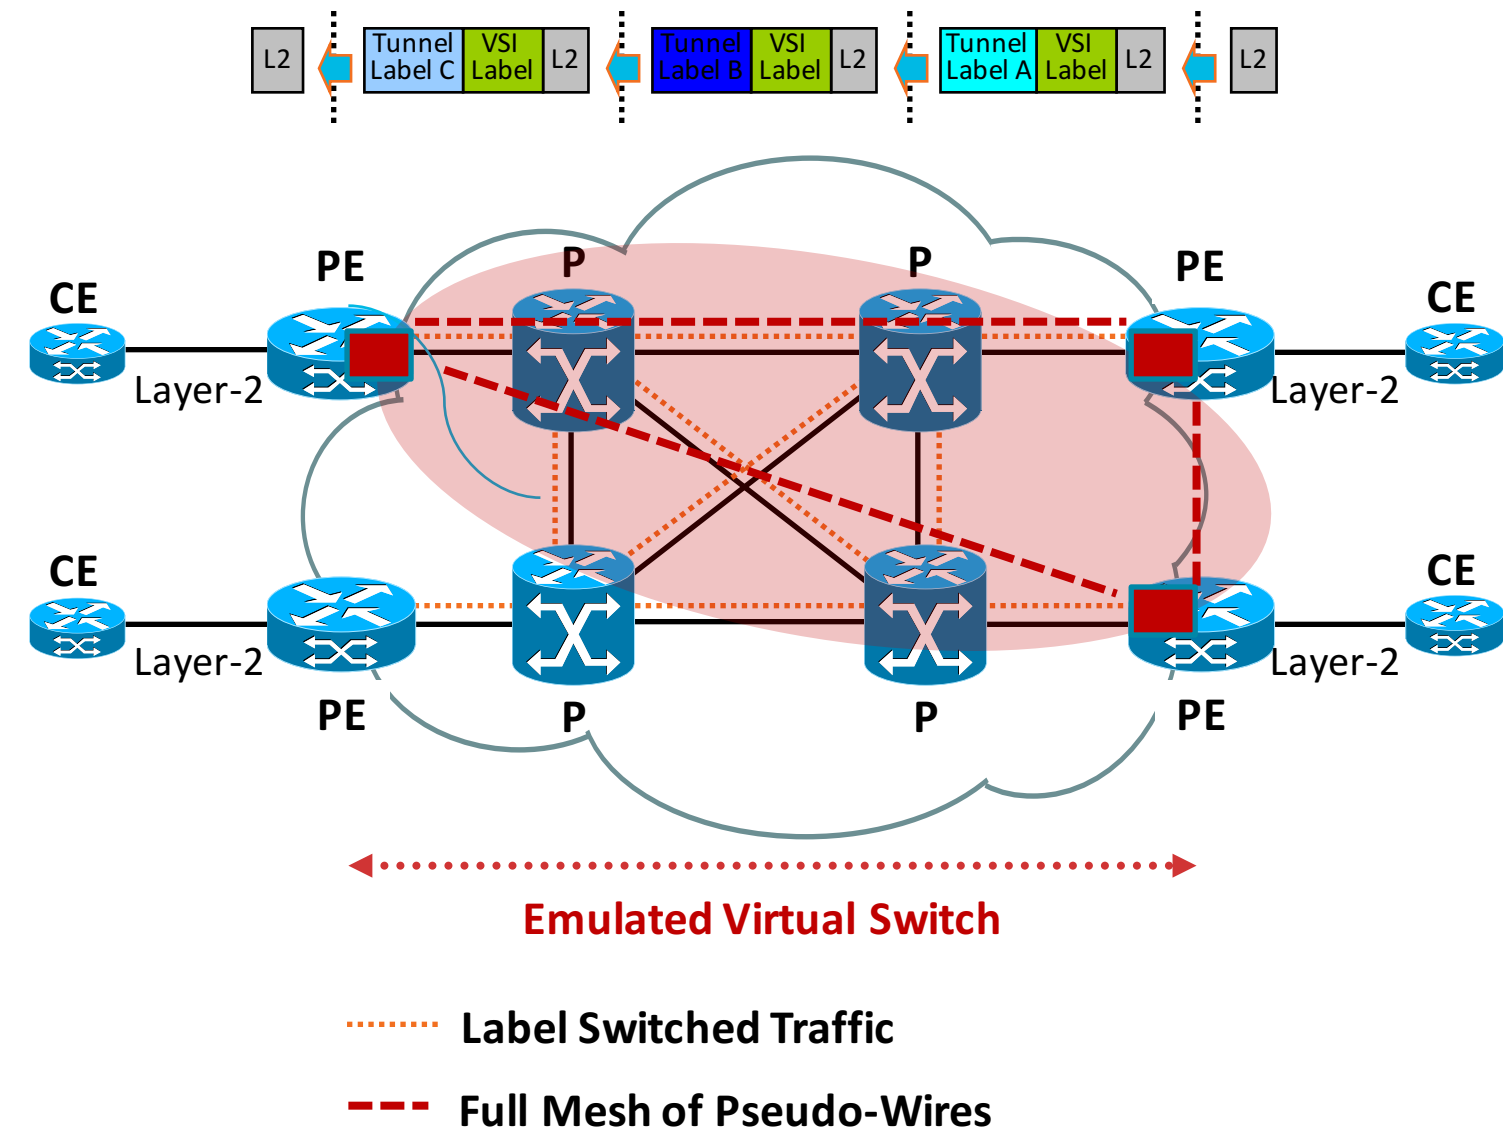 L2
Tunnel
Label C
VSI
Label
L2
Tunnel
Label B
VSI
Label
L2
Tunnel
Label A
VSI
Label
L2
L2
PE
P
P
PE
CE
CE
Layer-2
Layer-2
CE
CE
Layer-2
Layer-2
PE
P
P
PE
Emulated Virtual Switch
Label Switched Traffic
Full Mesh of Pseudo-Wires